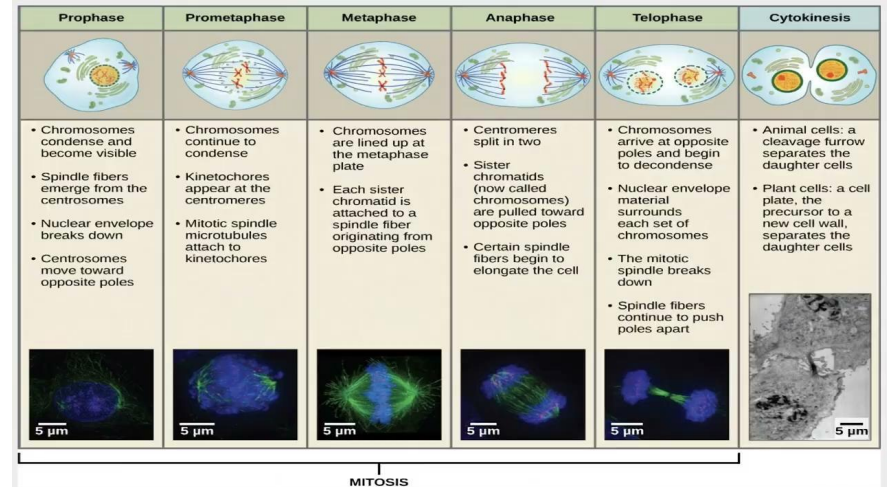 Prophase
Prometaphase
Metaphase
Anaphase
Telophase
Cytokinesis
• Chromosomes
condense and
become visible
• Spindle fibers
emerge from the
centrosomes
• Nuclear envelope
breaks down
• Centrosomes
move toward
opposite poles
• Chromosomes
continue to
condense
• Kinetochores
appear at the
centromeres
• Mitotic spindle
microtubules
attach to
kinetochores
• Chromosomes
are lined up at
the metaphase
plate
• Each sister
chromatid is
attached to a
spindle fiber
originating from
opposite poles
• Centromeres
split in two
• Sister
chromatids
(now called
chromosomes)
are pulled toward
opposite poles
• Certain spindle
fibers begin to
elongate the cell
• Chromosomes
arrive at opposite
poles and begin
to decondense
• Nuclear envelope
material
surrounds
each set of
chromosomes
• The mitotic
spindle breaks
down
• Spindle fibers
continue to push
poles apart
• Animal cells: a
cleavage furrow
separates the
daughter cells
• Plant cells: a cell
plate, the
precursor to a
new cell wall,
separates the
daughter cells
5 µm
5 µm
5 µm
5 µm
5 µm
5 µm
MITOSIS